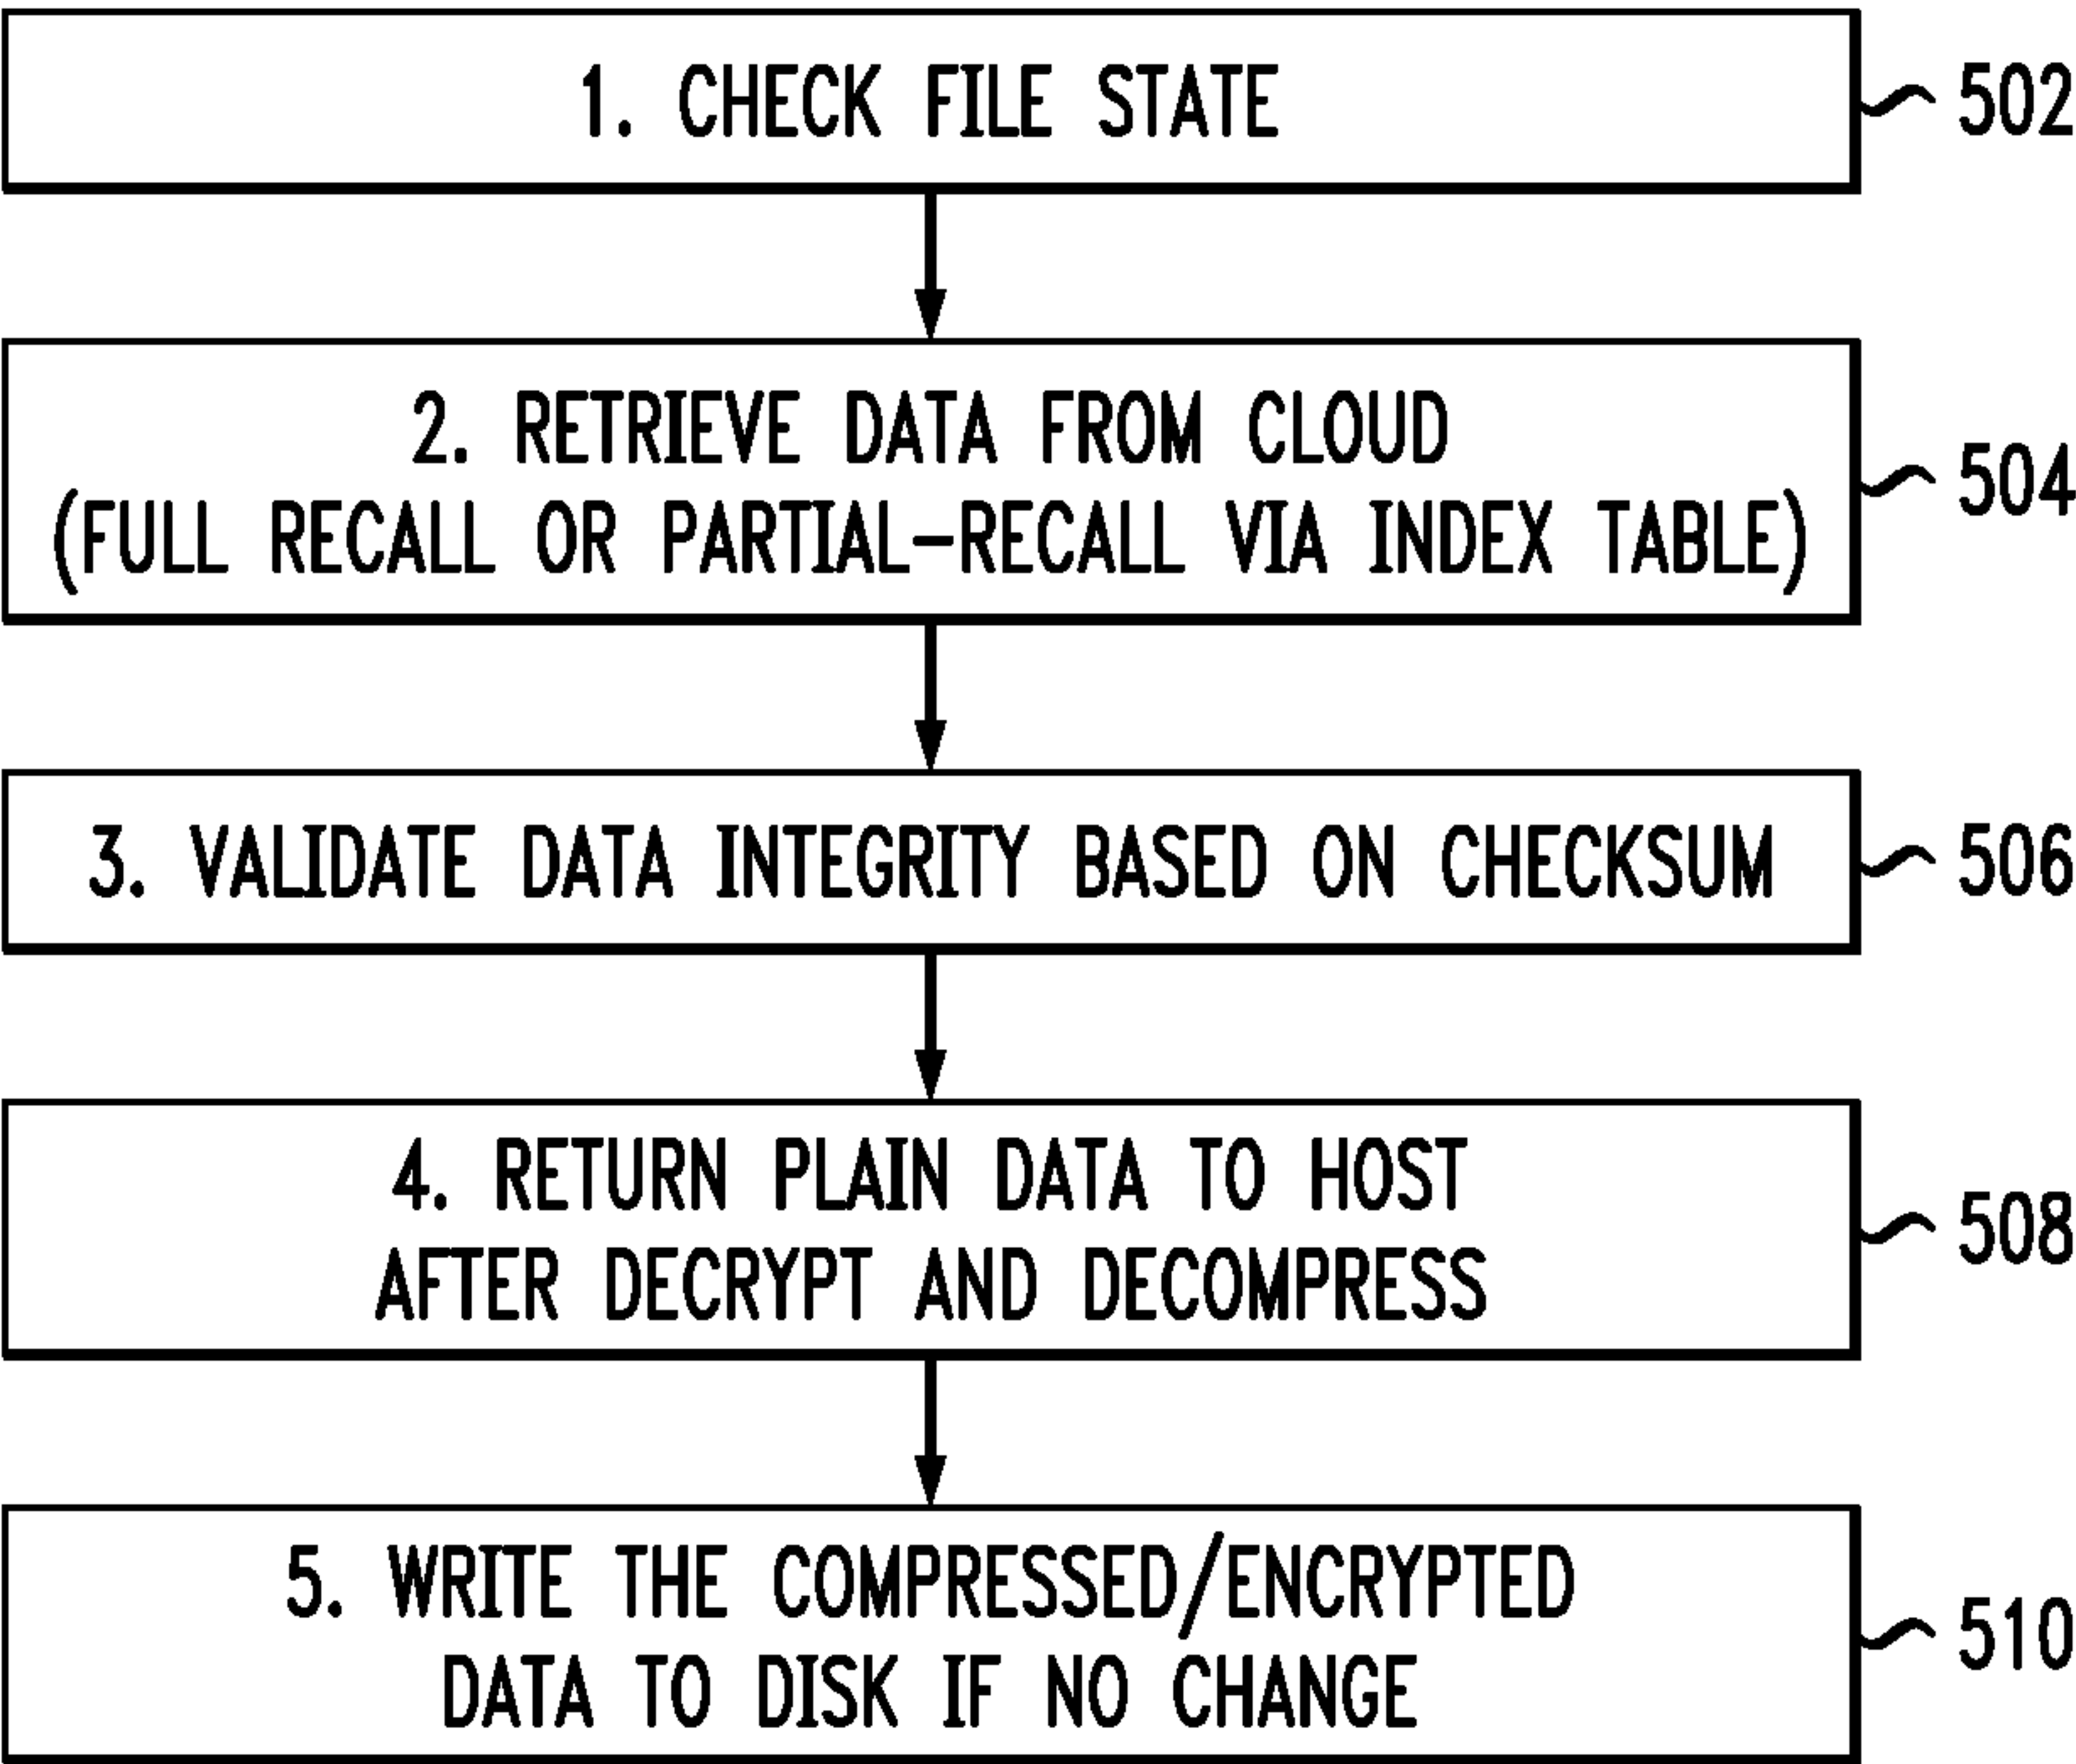 1. CHECK FILE STATE
502
2. RETRIEVE DATA FROM CLOUD
(FULL RECALL OR PARTIAL-RECALL VIA INDEX TABLE)
504
3. VALIDATE DATA INTEGRITY BASED ON CHECKSUM
506
4. RETURN PLAIN DATA TO HOST
AFTER DECRYPT AND DECOMPRESS
508
5. WRITE THE COMPRESSED/ENCRYPTED
DATA TO DISK IF NO CHANGE
510